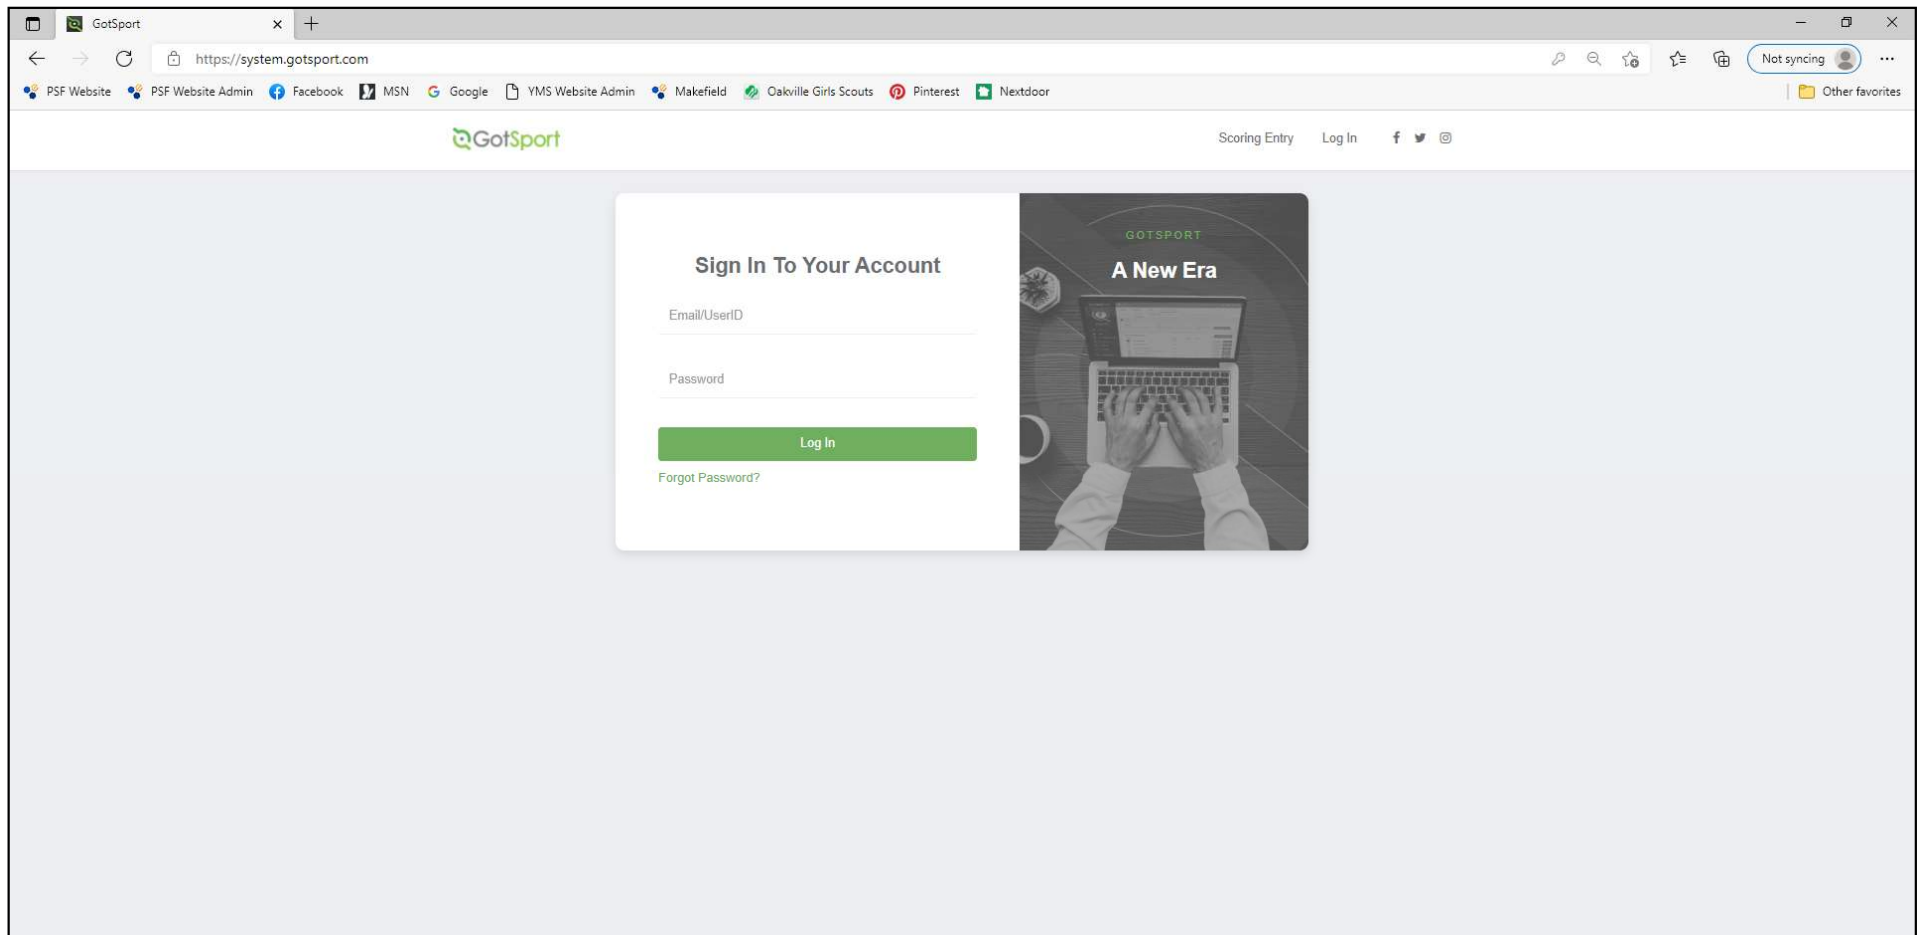 GotSport
https://system.gotsport.com
Not syncing
PSF Website PSF Website Admin Facebook MSN Google YMS Website Admin Makefield Oakville Girls Scouts Pinterest Nextdoor Other favorites
GotSport Scoring Entry Log In
Sign In To Your Account
Email/UserID
Password
Log In
Forgot Password?
GOTSPORT
A New Era